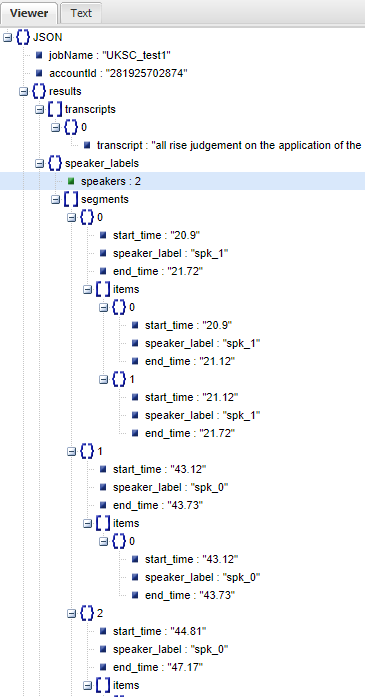 Viewer Text
{} JSON
jobName : "UKSC_test1"
accountId : "281925702874"
{} results
[] transcripts
{} 0
transcript : "all rise judgement on the application of the
{} speaker_labels
speakers : 2
[] segments
{} 0
start_time : "20.9"
speaker_label : "spk_1"
end_time : "21.72"
[] items
{} 0
start_time : "20.9"
speaker_label : "spk_1"
end_time : "21.12"
{} 1
start_time : "21.12"
speaker_label : "spk_1"
end_time : "21.72"
{} 1
start_time : "43.12"
speaker_label : "spk_0"
end_time : "43.73"
[] items
{} 0
start_time : "43.12"
speaker_label : "spk_0"
end_time : "43.73"
{} 2
start_time : "44.81"
speaker_label : "spk_0"
end_time : "47.17"
[] items